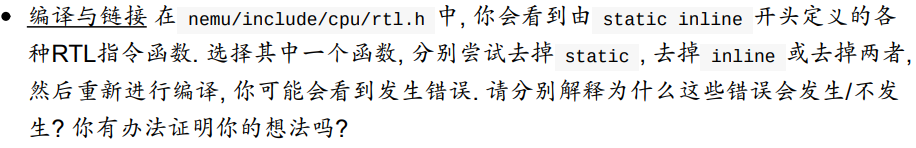 • 编译与链接 在 nemu/include/cpu/rtl.h 中, 你会看到由 static inline 开头定义的各
种RTL指令函数. 选择其中一个函数, 分别尝试去掉 static , 去掉 inline 或去掉两者,
然后重新进行编译, 你可能会看到发生错误. 请分别解释为什么这些错误会发生/不发
生? 你有办法证明你的想法吗?